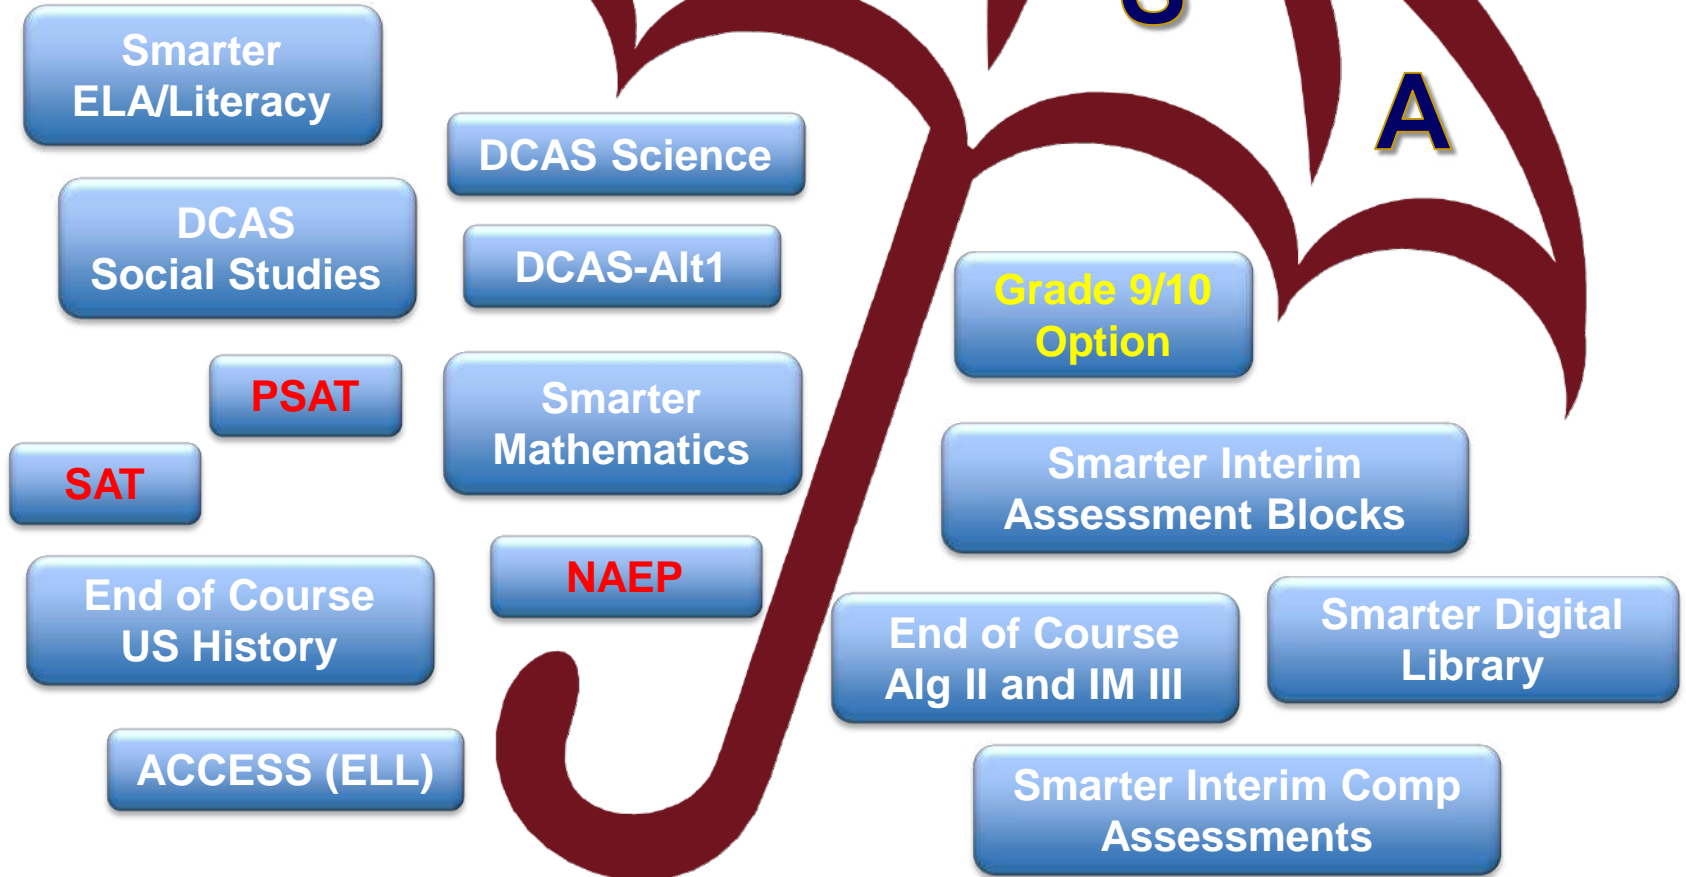 S
A
Smarter
ELA/Literacy
DCAS Science
DCAS
Social Studies
DCAS-Alt1
Grade 9/10
Option
PSAT
Smarter
Mathematics
SAT
Smarter Interim
Assessment Blocks
NAEP
End of Course
US History
End of Course
Alg II and IM III
Smarter Digital
Library
ACCESS (ELL)
Smarter Interim Comp
Assessments